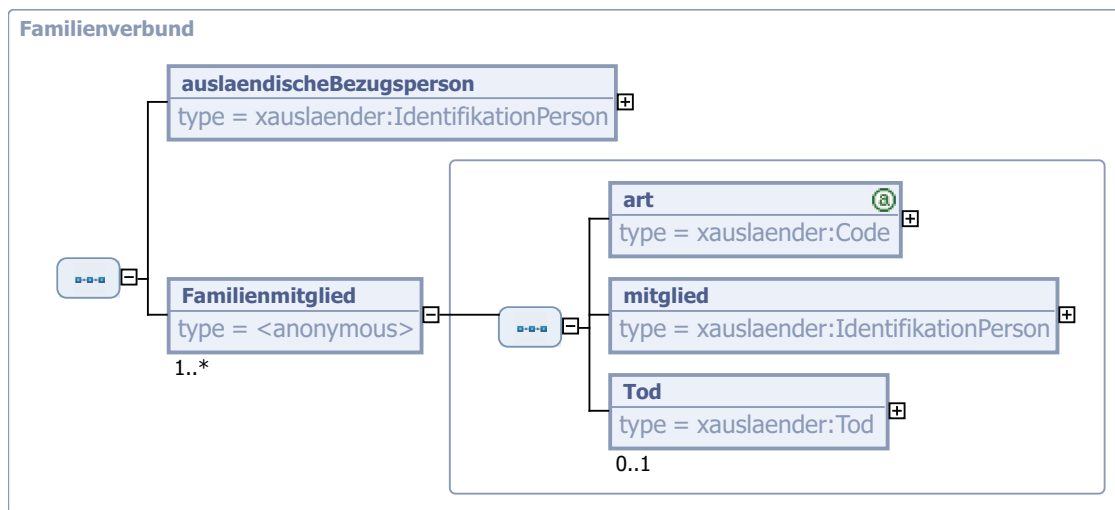 Familienverbund
auslaendischeBezugsperson
type = xauslaender:IdentifikationPerson
art
type = xauslaender:Code
Familienmitglied
type = <anonymous>
1..*
mitglied
type = xauslaender:IdentifikationPerson
Tod
type = xauslaender:Tod
0..1